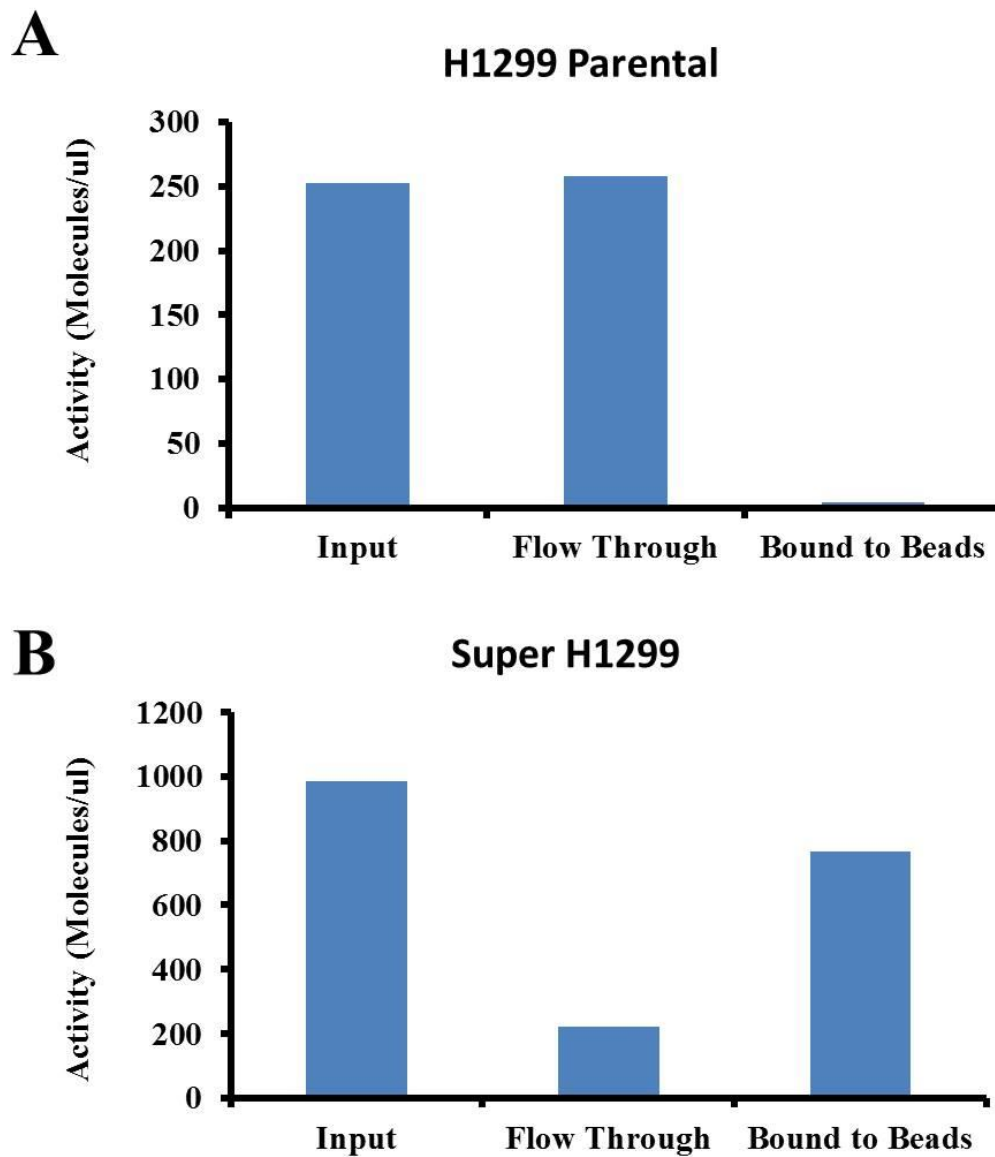 A
H1299 Parental
Activity (Molecules/ul)
300
250
200
150
100
50
0
Input Flow Through Bound to Beads
B
Super H1299
Activity (Molecules/ul)
1200
1000
800
600
400
200
0
Input Flow Through Bound to Beads